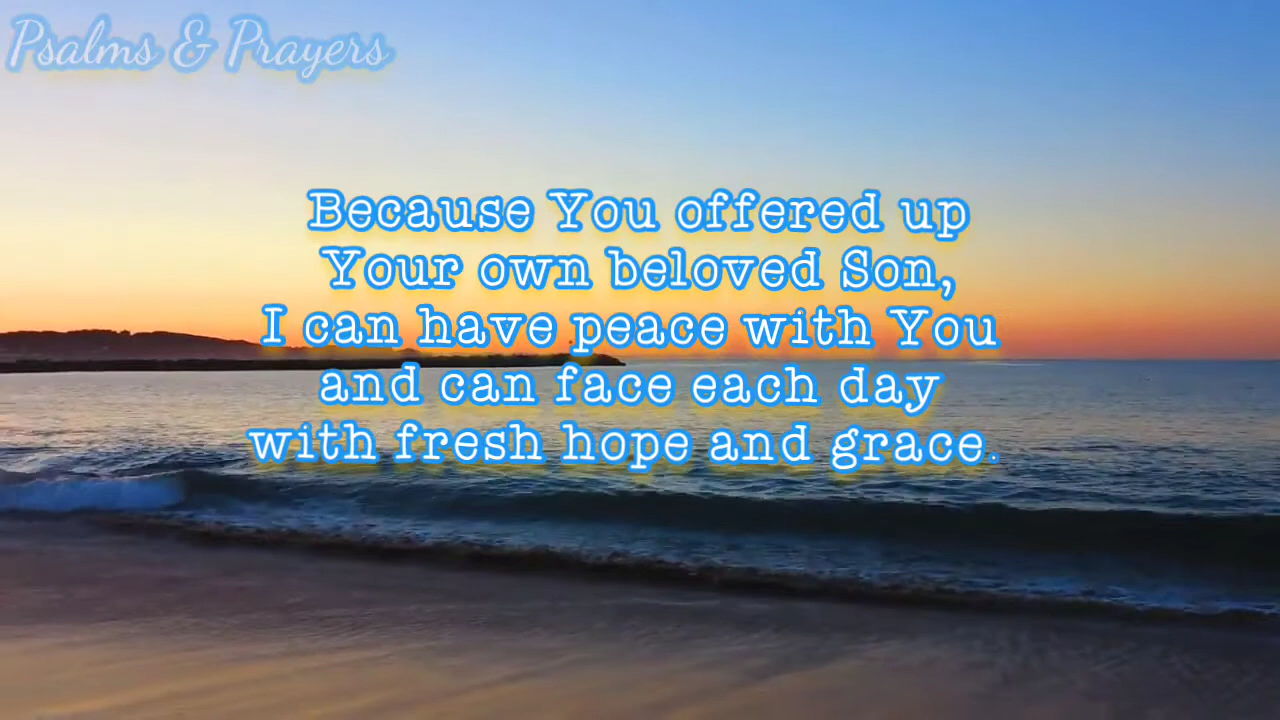 Psalms & Prayers
Because You offered up
Your own beloved Son,
I can have peace with You
and can face each day
with fresh hope and grace.